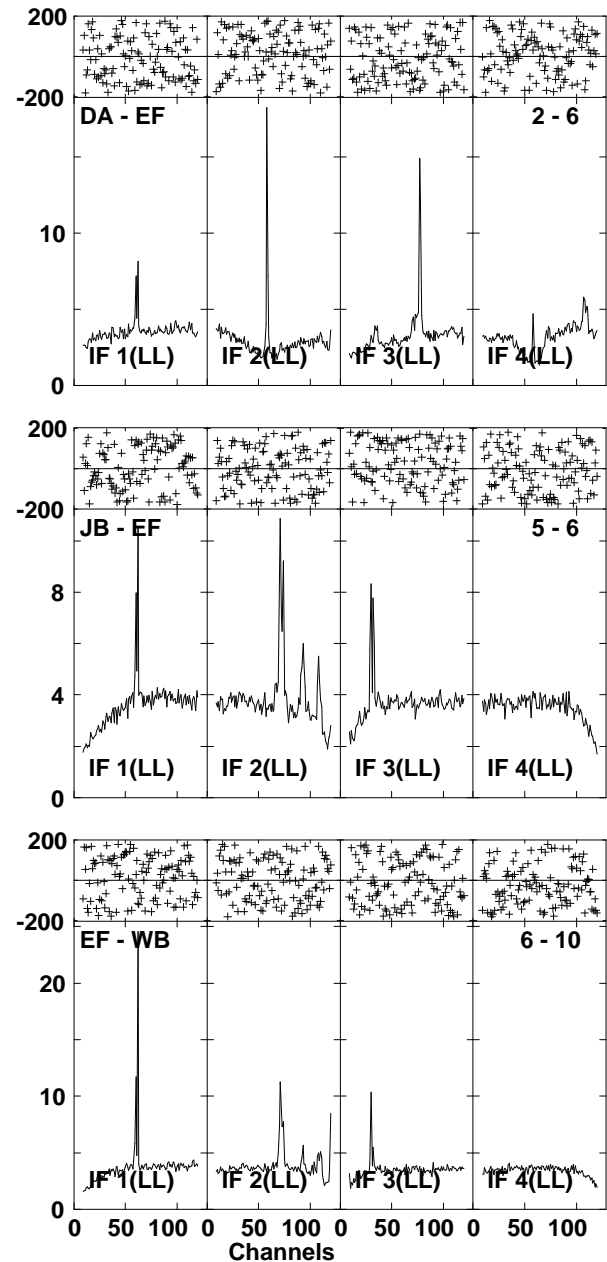 200
-200
DA - EF 2 - 6
10
0
IF 1(LL) IF 2(LL) IF 3(LL) IF 4(LL)
200
-200
JB - EF 5 - 6
8
4
0
IF 1(LL) IF 2(LL) IF 3(LL) IF 4(LL)
200
-200
EF - WB 6 - 10
20
10
0
IF 1(LL) IF 2(LL) IF 3(LL) IF 4(LL)
0 50 100 0 50 100 0 50 100 0 50 100
Channels